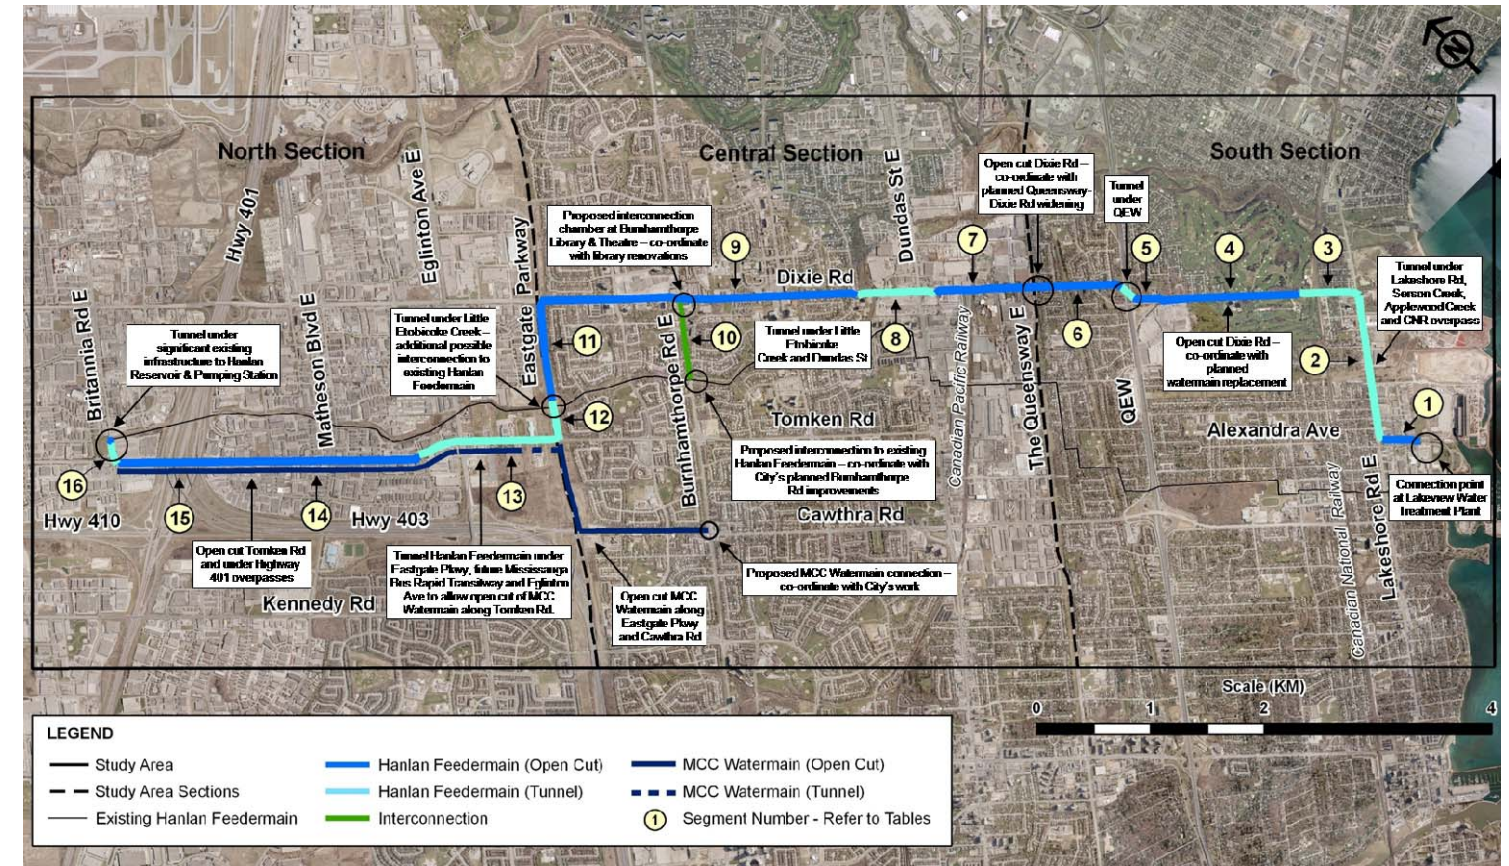 N
North Section
Central Section
South Section
Hwy 401
Eglinton Ave E
Eastgate Parkway
Dundas St E
Open cut Dixie Rd –
co-ordinate with
planned Queensway-
Dixie Rd widening
Tunnel
under
QEW
Proposed interconnection
chamber at Burnhamthorpe
Library & Theatre – co-ordinate
with library renovations
9
7
5
4
3
Dixie Rd
Tunnel under
Lakeshore Rd,
Serson Creek,
Applewood Creek
and CNR overpass
Britannia Rd E
Tunnel under
significant existing
infrastructure to Hanlan
Reservoir & Pumping Station
Matheson Blvd E
Tunnel under Little
Etobicoke Creek –
additional possible
interconnection to
existing Hanlan
Feedermain
11
Burnhamthorpe Rd E
10
Tunnel under Little
Etobicoke
Creek and Dundas St
8
Canadian Pacific Railway
The Queensway E
6
QEW
Open cut Dixie Rd –
co-ordinate with
planned
watermain replacement
2
1
12
Tomken Rd
Alexandra Ave
Proposed interconnection to existing
Hanlan Feedermain – co-ordinate with
City's planned Burnhamthorpe
Rd improvements
Connection point
at Lakeview Water
Treatment Plant
16
15
14
13
Hwy 410
Hwy 403
Cawthra Rd
Canadian National Railway
Lakeshore Rd E
Open cut Tomken Rd
and under Highway
401 overpasses
Tunnel Hanlan Feedermain under
Eastgate Pkwy, future Mississauga
Bus Rapid Transitway and Eglinton
Ave to allow open cut of MCC
Watermain along Tomken Rd.
Open cut MCC
Watermain along
Eastgate Pkwy
and Cawthra Rd
Proposed MCC Watermain connection –
co-ordinate with City's work
Kennedy Rd
Scale (KM)
0 1 2 4
LEGEND
Study Area
Study Area Sections
Existing Hanlan Feedermain
Hanlan Feedermain (Open Cut)
Hanlan Feedermain (Tunnel)
Interconnection
MCC Watermain (Open Cut)
MCC Watermain (Tunnel)
1 Segment Number - Refer to Tables